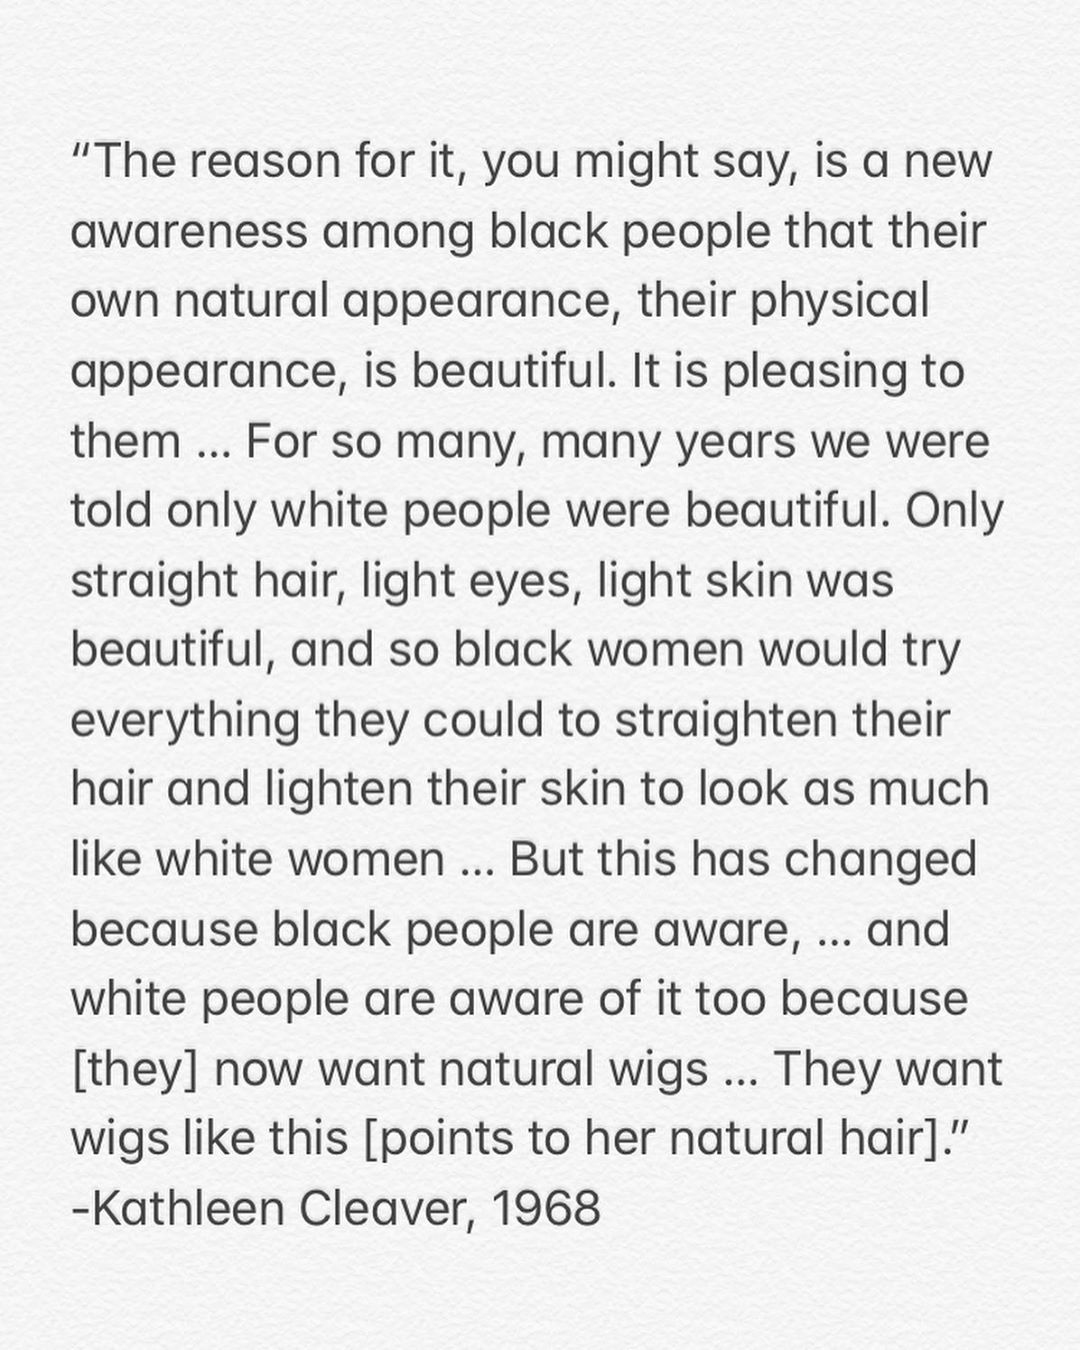 “The reason for it, you might say, is a new
awareness among black people that their
own natural appearance, their physical
appearance, is beautiful. It is pleasing to
them ... For so many, many years we were
told only white people were beautiful. Only
straight hair, light eyes, light skin was
beautiful, and so black women would try
everything they could to straighten their
hair and lighten their skin to look as much
like white women ... But this has changed
because black people are aware, ... and
white people are aware of it too because
[they] now want natural wigs ... They want
wigs like this [points to her natural hair].”
-Kathleen Cleaver, 1968